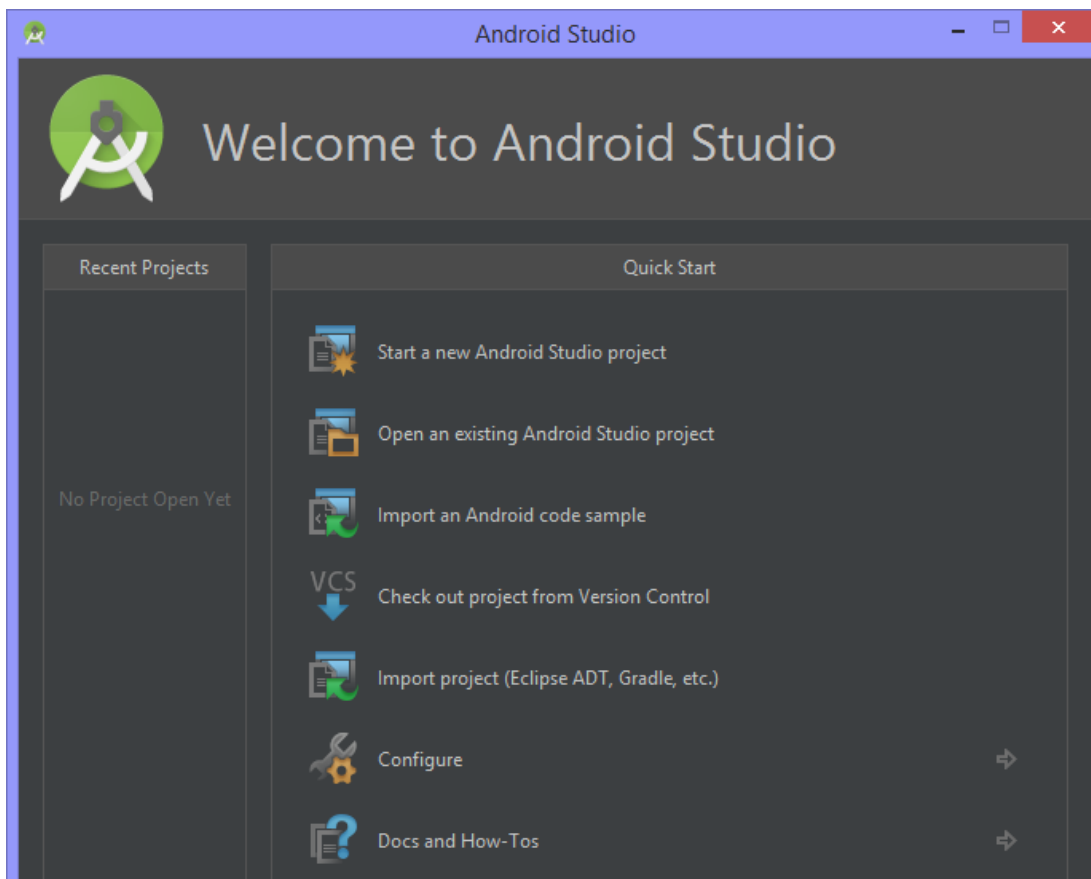 Android Studio
Welcome to Android Studio
Recent Projects
No Project Open Yet
Quick Start
Start a new Android Studio project
Open an existing Android Studio project
Import an Android code sample
VCS
Check out project from Version Control
Import project (Eclipse ADT, Gradle, etc.)
Configure
Docs and How-Tos